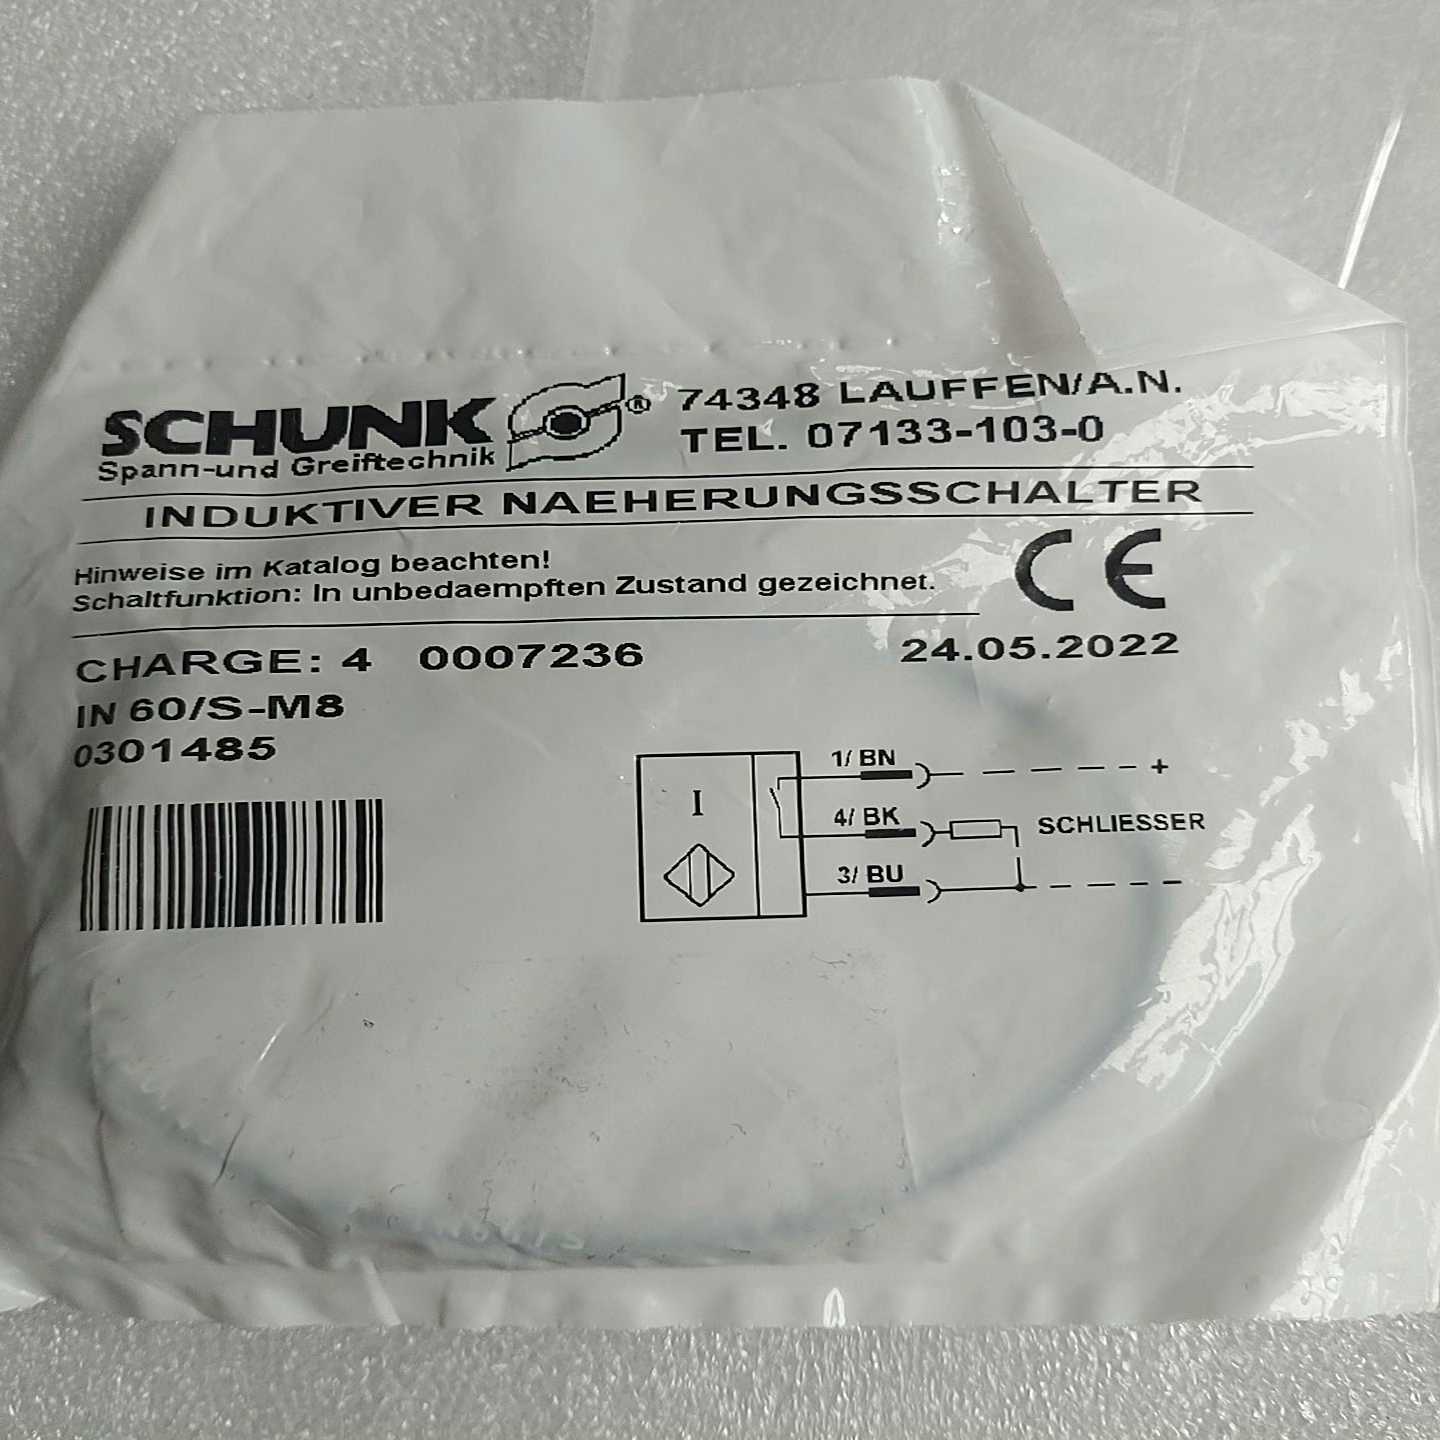 SCHUNK ® 74348 LAUFFEN/A.N.
Spann-und Greiftechnik TEL. 07133-103-0
INDUKTIVER NAEHERUNGSSCHALTER
Hinweise im Katalog beachten!
Schaltfunktion: In unbedaempften Zustand gezeichnet.
CE
CHARGE: 4 0007236 24.05.2022
IN 60/S-M8
0301485
I
1/ BN +
4/ BK SCHLIESSER
3/ BU -